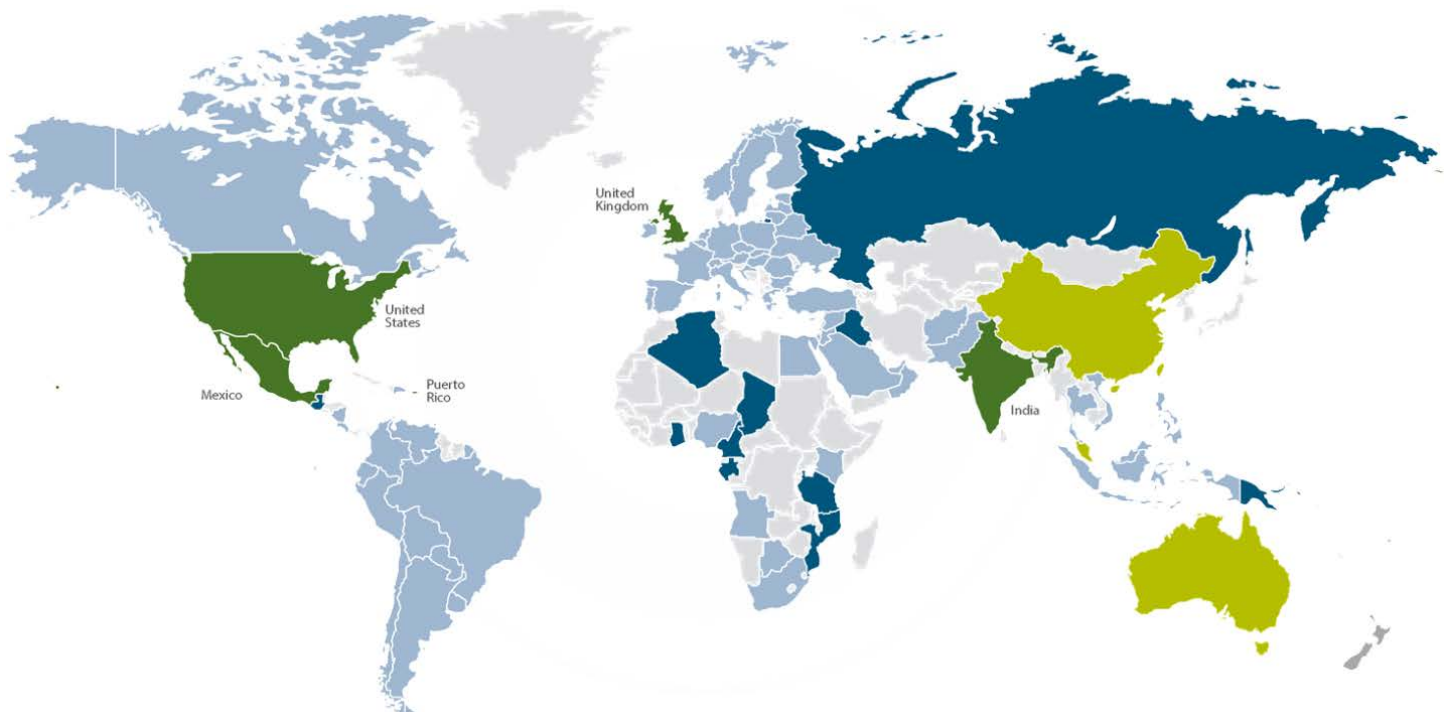 United
Kingdom
United
States
Mexico
Puerto
Rico
India